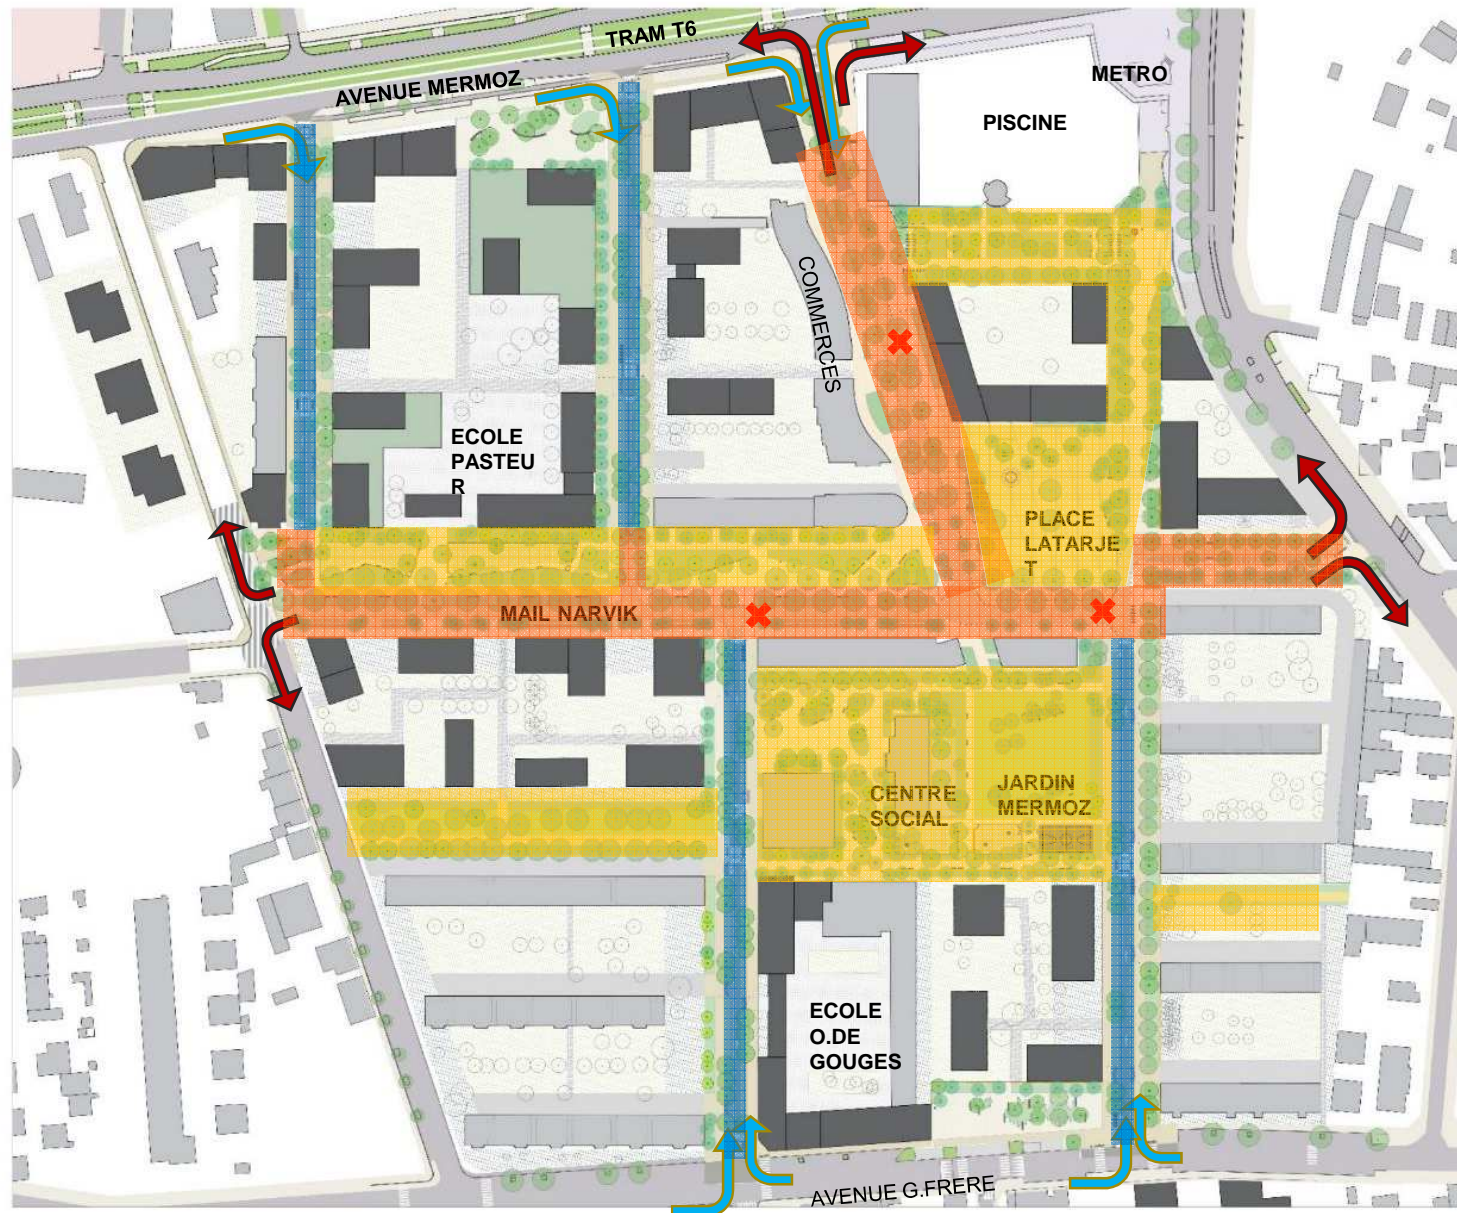 TRAM T6
AVENUE MERMOZ
METRO
PISCINE
COMMERCES
ECOLE
PASTEU
R
PLACE
LATARJE
T
MAIL NARVIK
CENTRE
SOCIAL
JARDIN
MERMOZ
ECOLE
O.DE
GOUGES
AVENUE G.FRERE